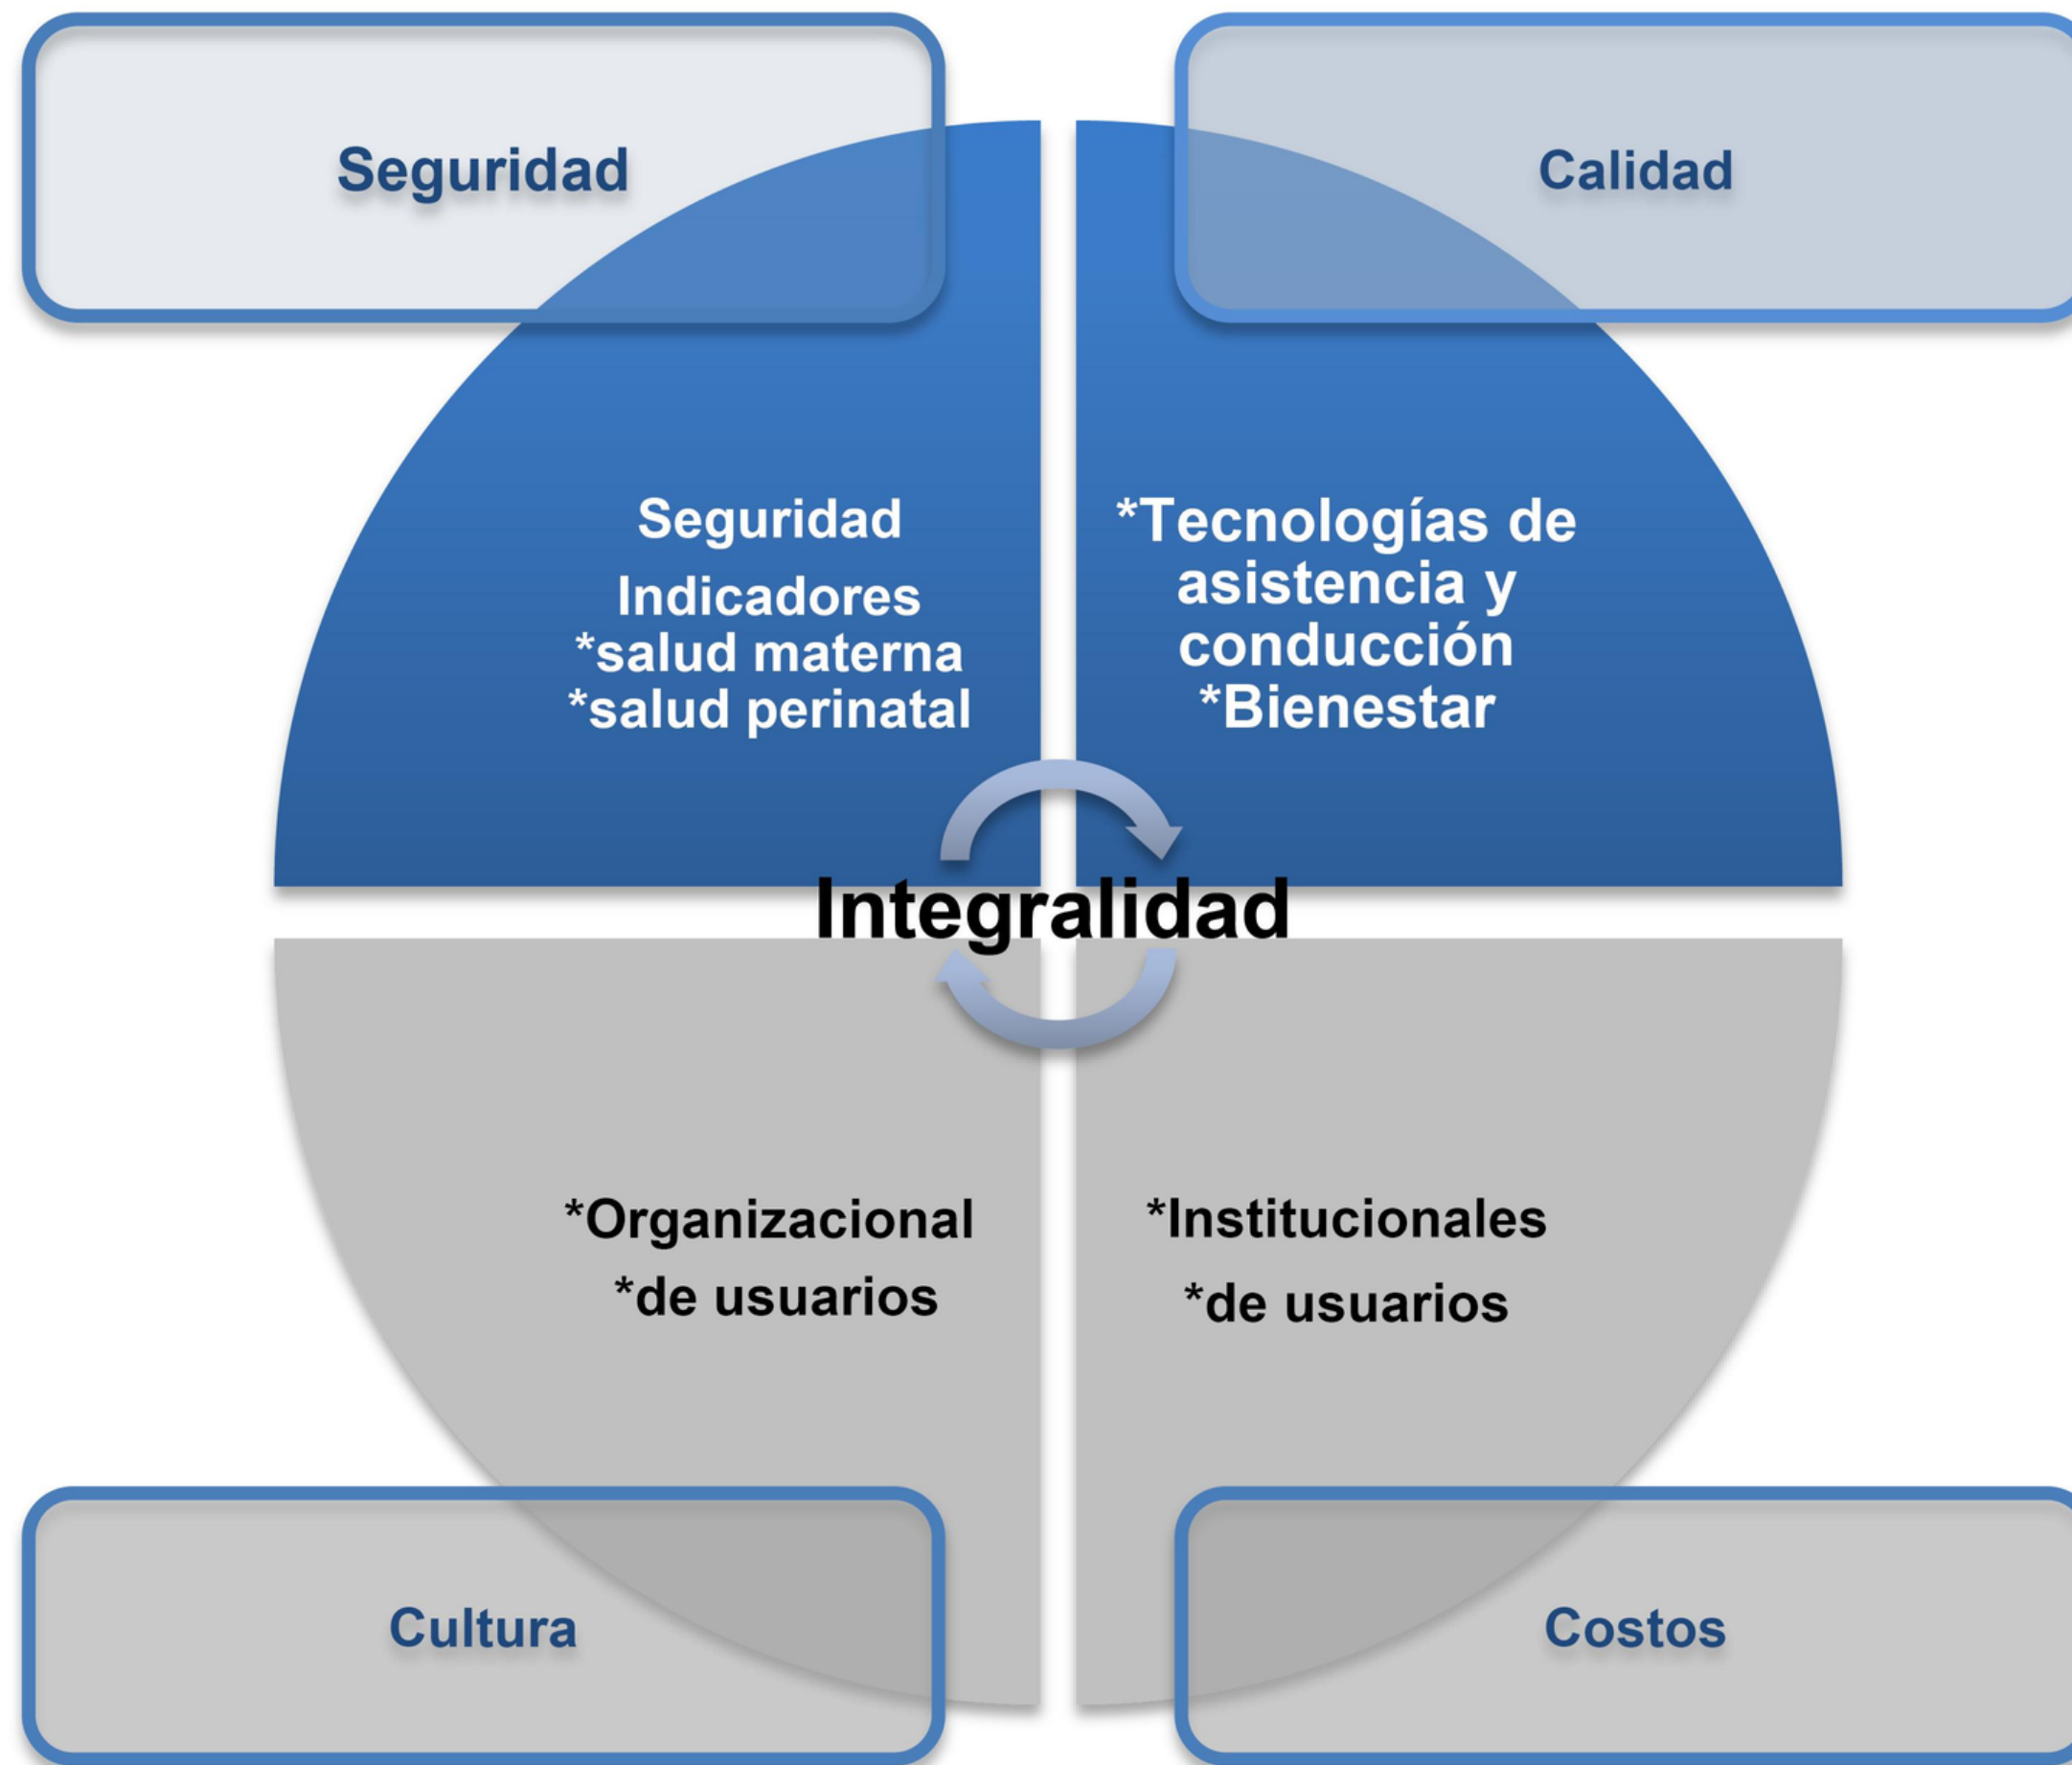 Seguridad
Calidad
Seguridad
Indicadores
*salud materna
*salud perinatal
*Tecnologías de
asistencia y
conducción
*Bienestar
Integralidad
*Organizacional
*de usuarios
*Institucionales
*de usuarios
Cultura
Costos